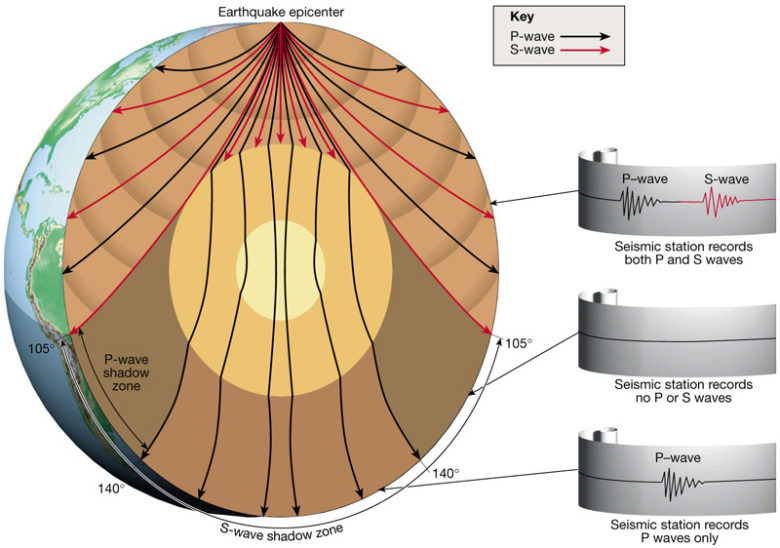 Earthquake epicenter
Key
P-wave
S-wave
P–wave
S-wave
Seismic station records
both P and S waves
105°
P-wave
shadow
zone
105°
Seismic station records
no P or S waves
140°
140°
S-wave shadow zone
P–wave
Seismic station records
P waves only